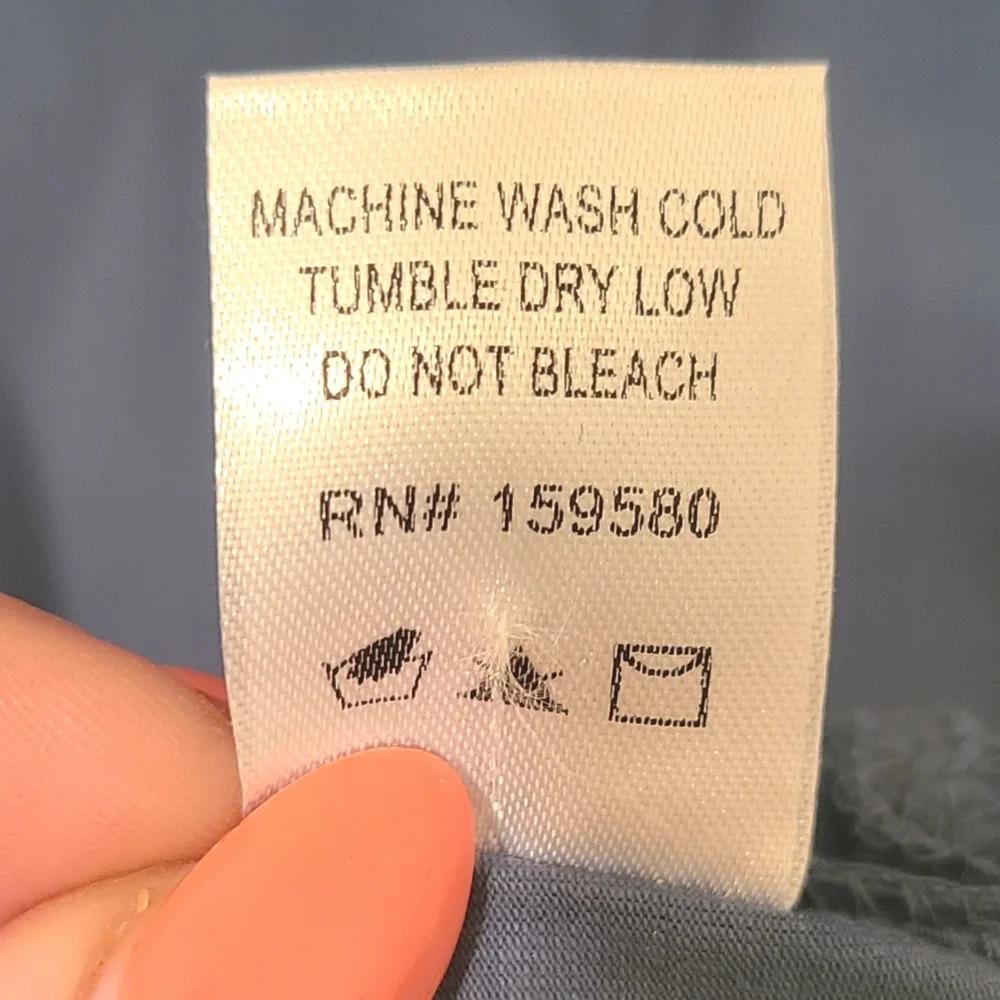 MACHINE WASH COLD
TUMBLE DRY LOW
DO NOT BLEACH
RN# 159580